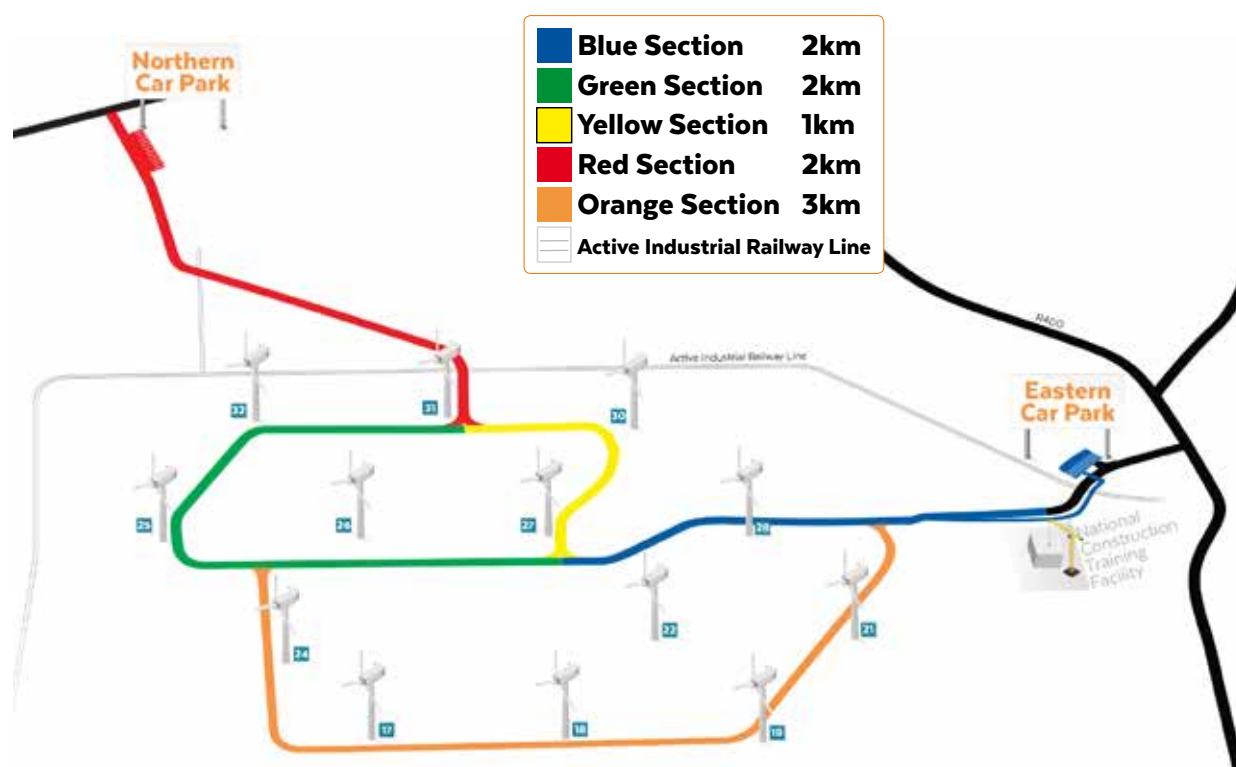 Northern
Car Park
Blue Section 2km
Green Section 2km
Yellow Section 1km
Red Section 2km
Orange Section 3km
Active Industrial Railway Line
R400
Active Industrial Railway Line
Eastern
Car Park
32
31
30
25
26
27
28
National
Construction
Training
Facility
24
22
21
17
18
19